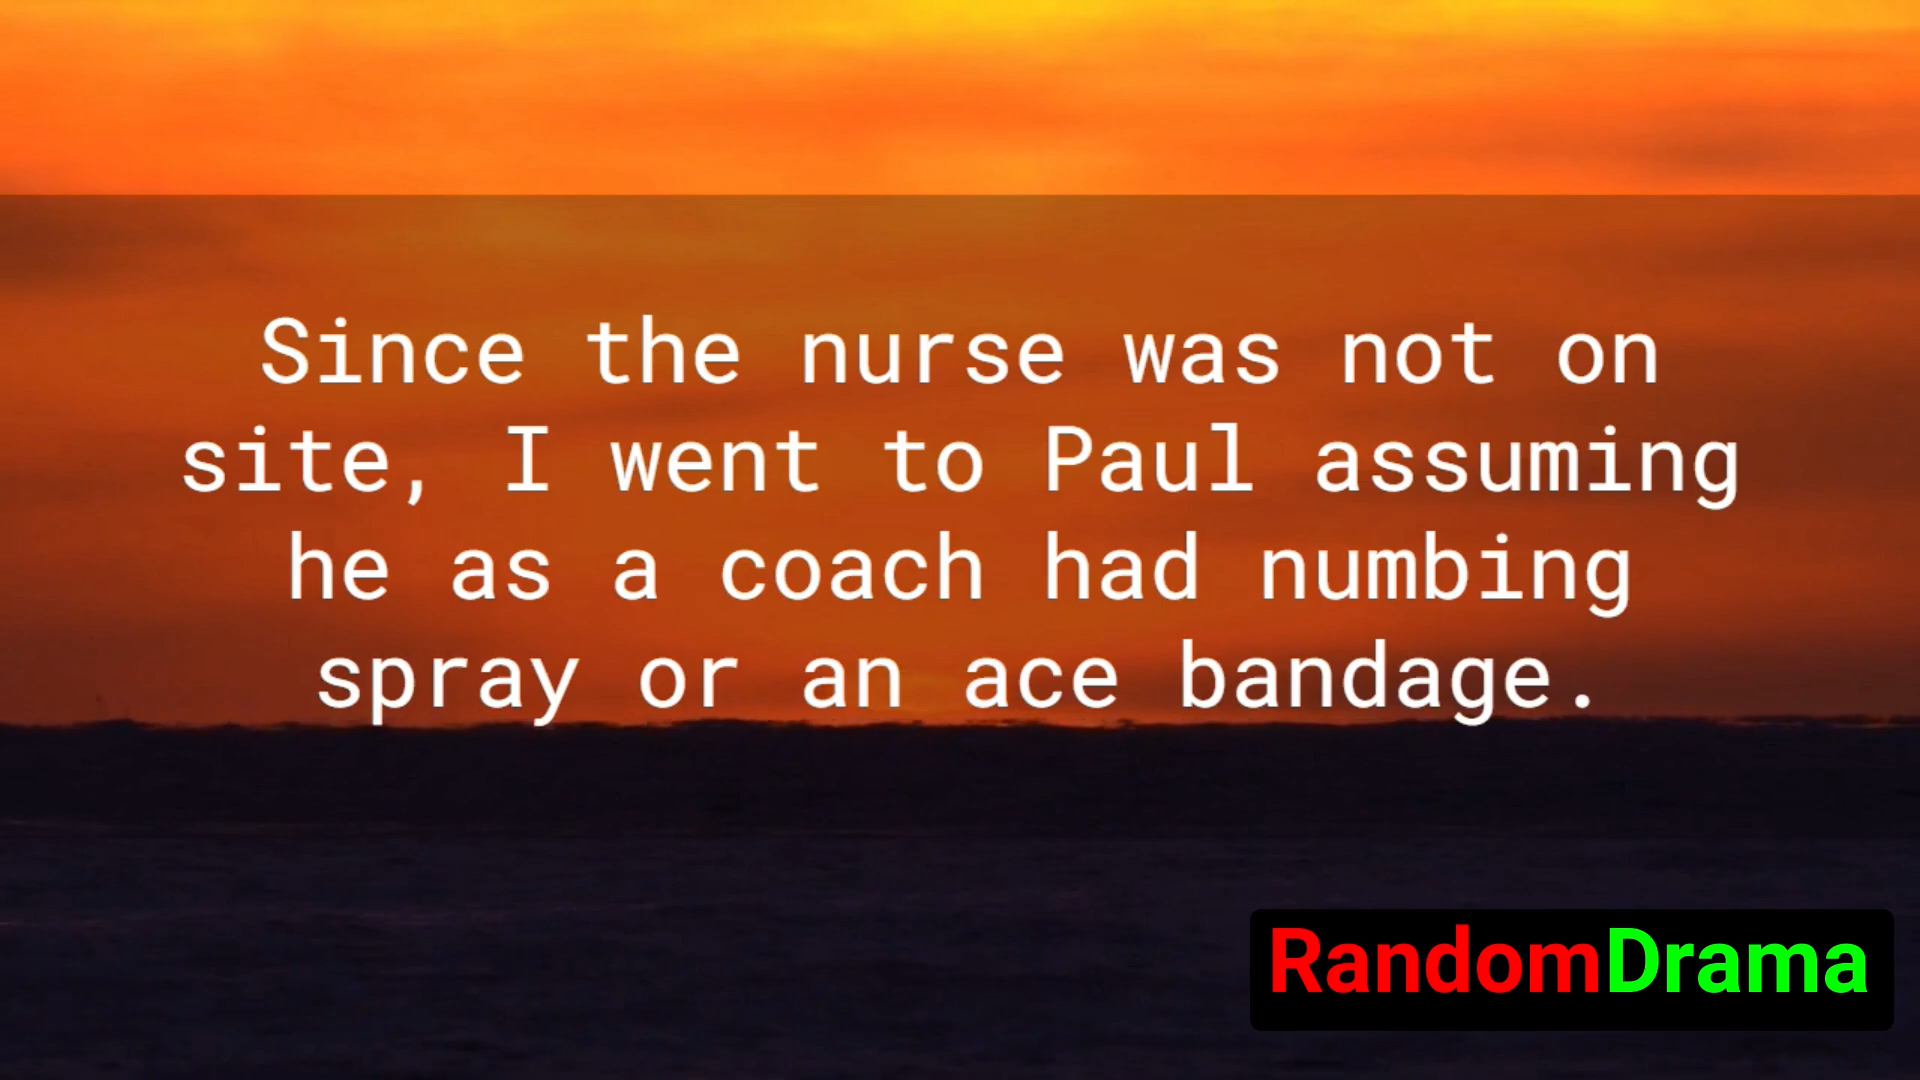 Since the nurse was not on
site, I went to Paul assuming
he as a coach had numbing
spray or an ace bandage.
RandomDrama